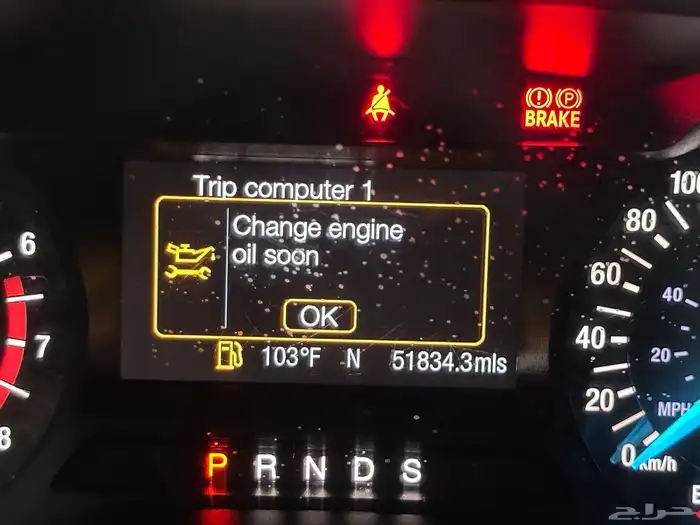 (!) (P)
BRAKE
Trip computer 1
Change engine
oil soon
OK
103°F N 51834.3mls
P R N D S
6
7
8
100
80
60
40
20
0
40
20
MPH
km/h
E
حراج